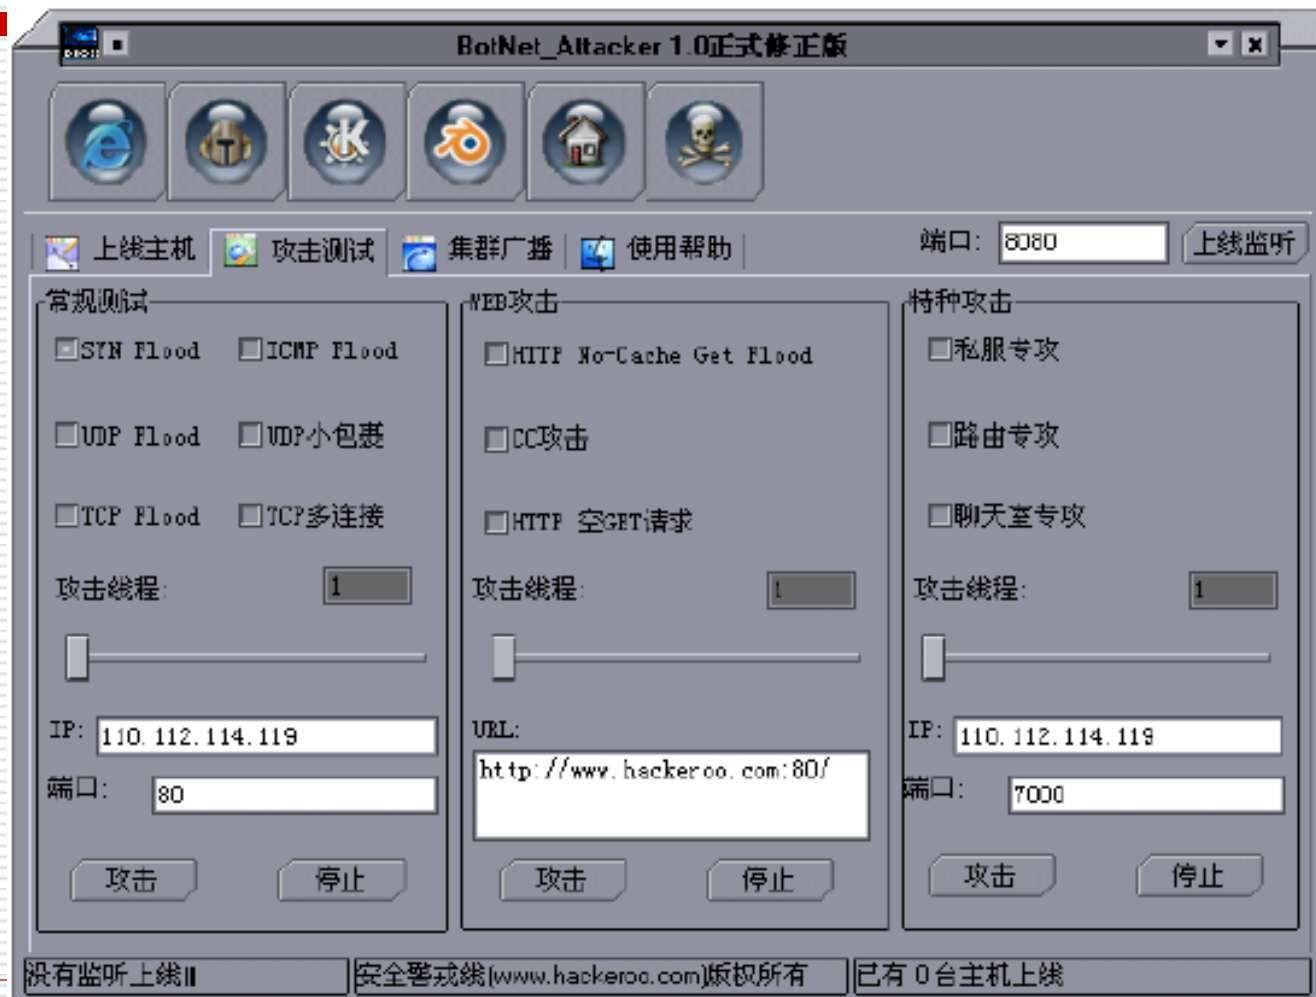 BotNet_Attacker 1.0正式修正版
上线主机 攻击测试 集群广播 使用帮助 端口: 8080 上线监听
常规测试 WEB攻击 特种攻击
SYN Flood ICMP Flood HTTP No-Cache Get Flood 私服专攻
UDP Flood UDP小包裹 CC攻击 路由专攻
TCP Flood TCP多连接 HTTP 空GET请求 聊天室专攻
攻击线程: 1 攻击线程: 1 攻击线程: 1
IP: 110.112.114.119 URL: IP: 110.112.114.119
http://www.hackeroo.com:80/
端口: 80 端口: 7000
攻击 停止 攻击 停止 攻击 停止
没有监听上线!! 安全警戒线(www.hackeroo.com)版权所有 已有 0 台主机上线